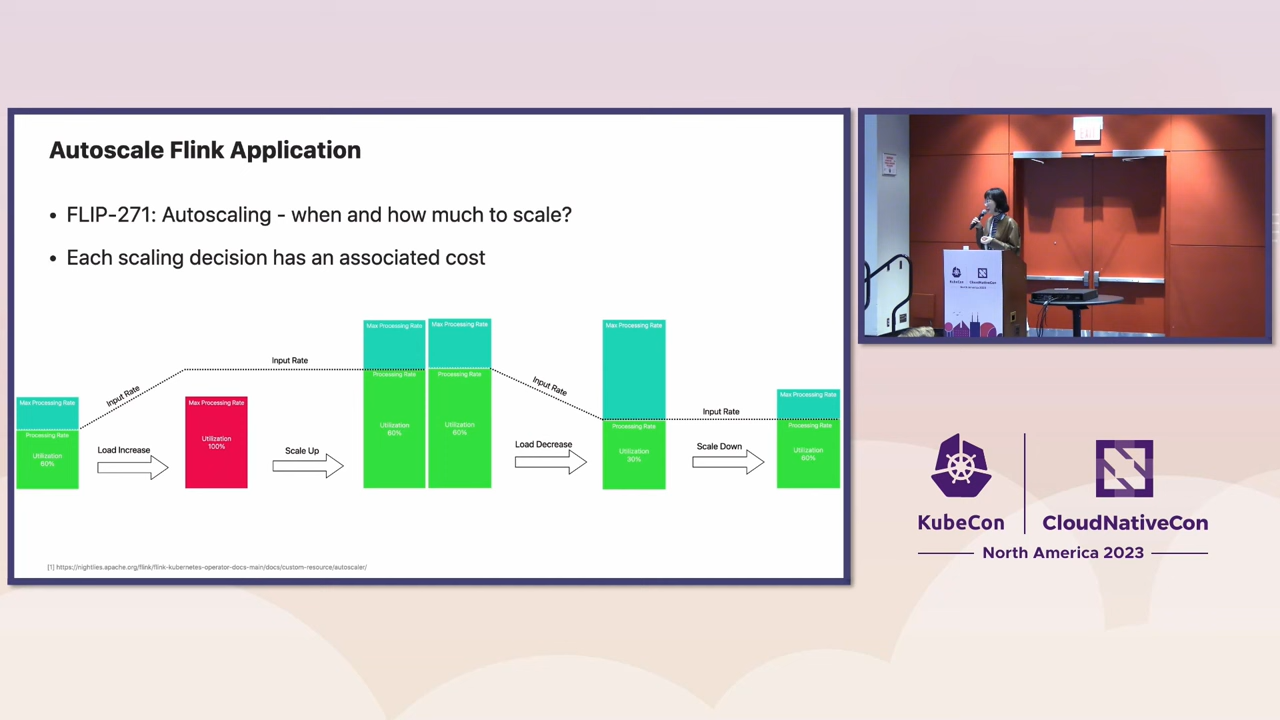 Autoscale Flink Application
• FLIP-271: Autoscaling - when and how much to scale?
• Each scaling decision has an associated cost
Max Processing Rate
Processing Rate
Utilization
60%
Input Rate
Load Increase
Max Processing Rate
Utilization
100%
Input Rate
Scale Up
Max Processing Rate
Processing Rate
Utilization
60%
Max Processing Rate
Processing Rate
Utilization
60%
Input Rate
Load Decrease
Max Processing Rate
Processing Rate
Utilization
30%
Input Rate
Scale Down
Max Processing Rate
Processing Rate
Utilization
60%
[1] https://nightlies.apache.org/flink/flink-kubernetes-operator-docs-main/docs/custom-resource/autoscaler/
KubeCon
CloudNativeCon
North America 2023
KubeCon
CloudNativeCon
North America 2023